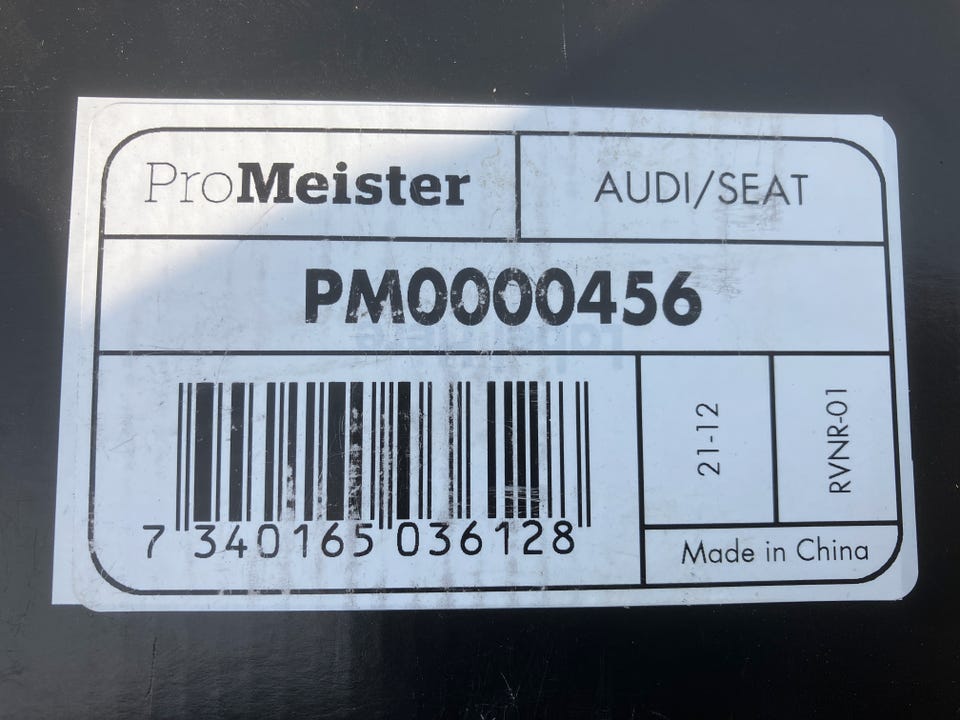 ProMeister
AUDI/SEAT
PM0000456
7 340165 036128
21-12
RVNR-01
Made in China